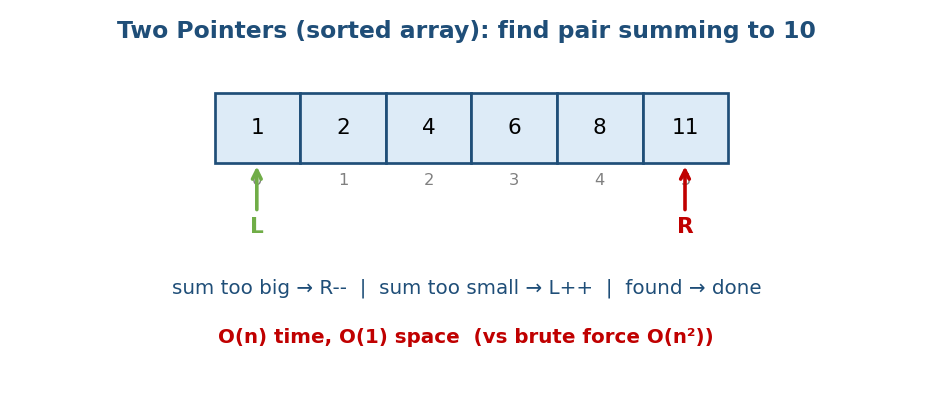 Two Pointers (sorted array): find pair summing to 10
1 2 4 6 8 11
1 2 3 4
L R
sum too big → R-- | sum too small → L++ | found → done
O(n) time, O(1) space (vs brute force O(n²))